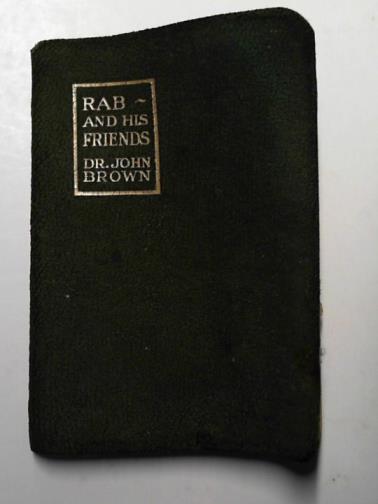 RAB ~
AND HIS
FRIENDS
DR. JOHN
BROWN